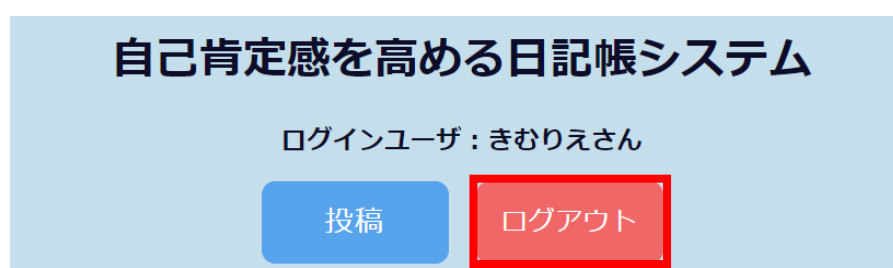 自己肯定感を高める日記帳システム
ログインユーザ：きむりえさん
投稿 ログアウト